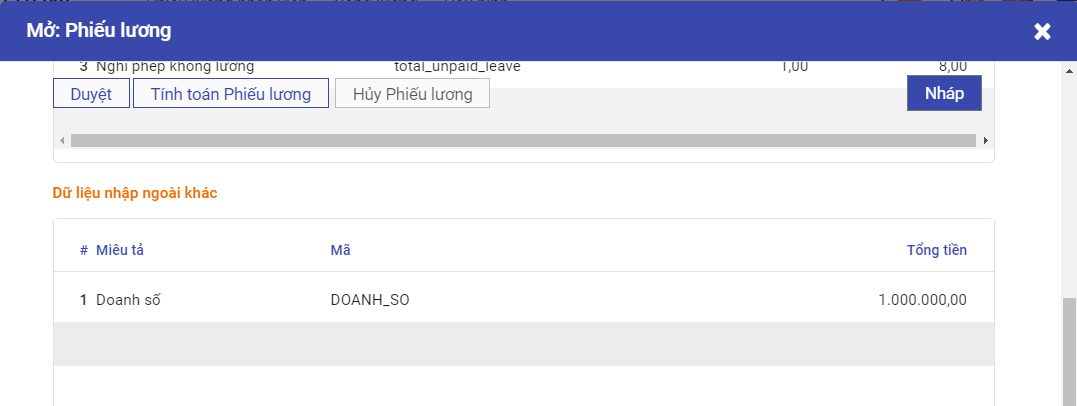 Mở: Phiếu lương
3 Nghỉ phép không lương total_unpaid_leave 1,00 8,00
Duyệt Tính toán Phiếu lương Hủy Phiếu lương Nháp
Dữ liệu nhập ngoài khác
# Miêu tả Mã Tổng tiền
1 Doanh số DOANH_SO 1.000.000,00